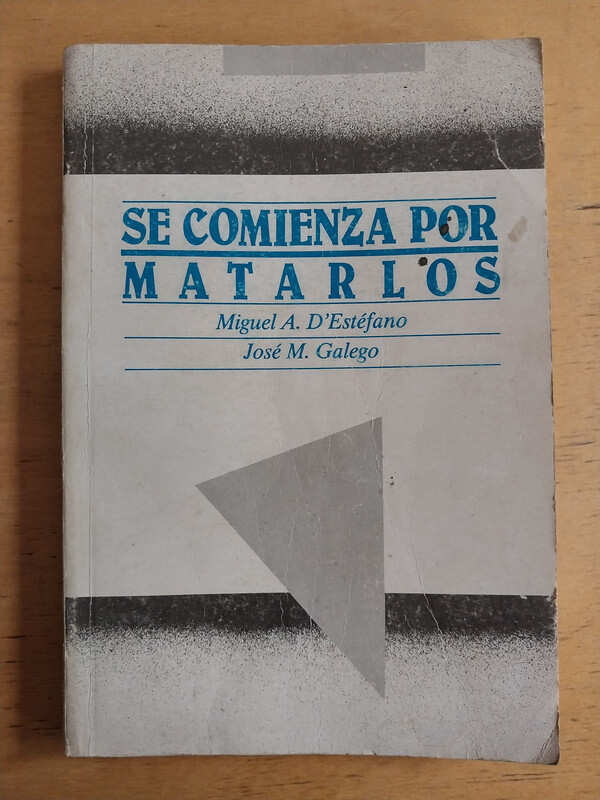 SE COMIENZA POR
MATARLOS
Miguel A. D'Estéfano
José M. Galego